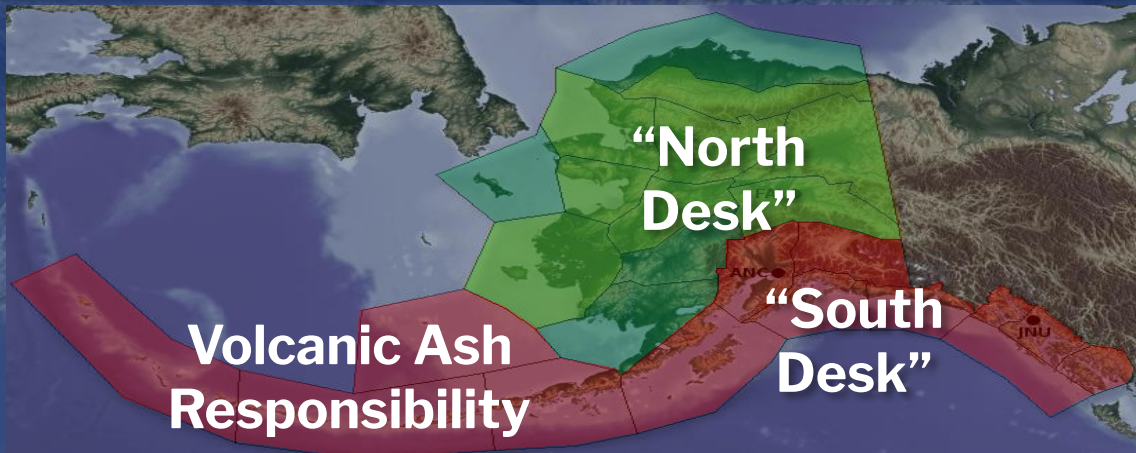 “North
Desk”
ANC
“South
Desk”
JNU
Volcanic Ash
Responsibility